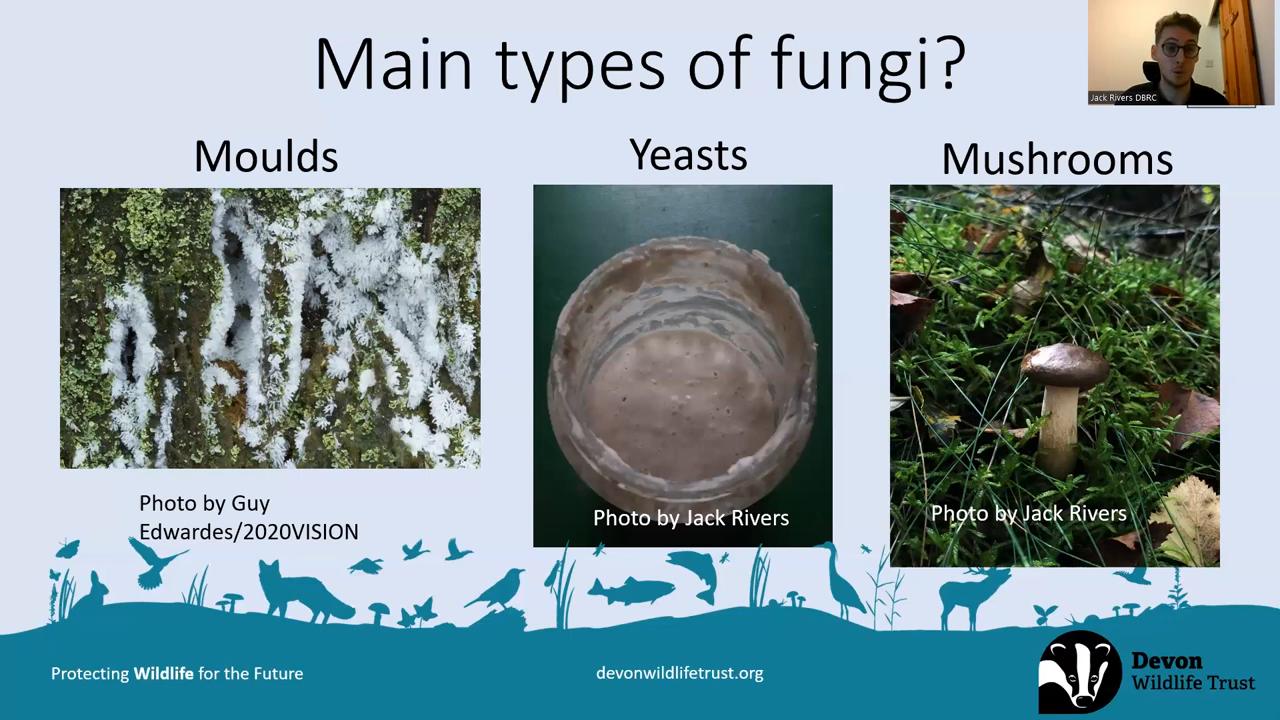 Main types of fungi?
Jack Rivers DBRC
Moulds
Yeasts
Mushrooms
Photo by Guy
Edwardes/2020VISION
Photo by Jack Rivers
Photo by Jack Rivers
Protecting Wildlife for the Future
devonwildlifetrust.org
Devon
Wildlife Trust